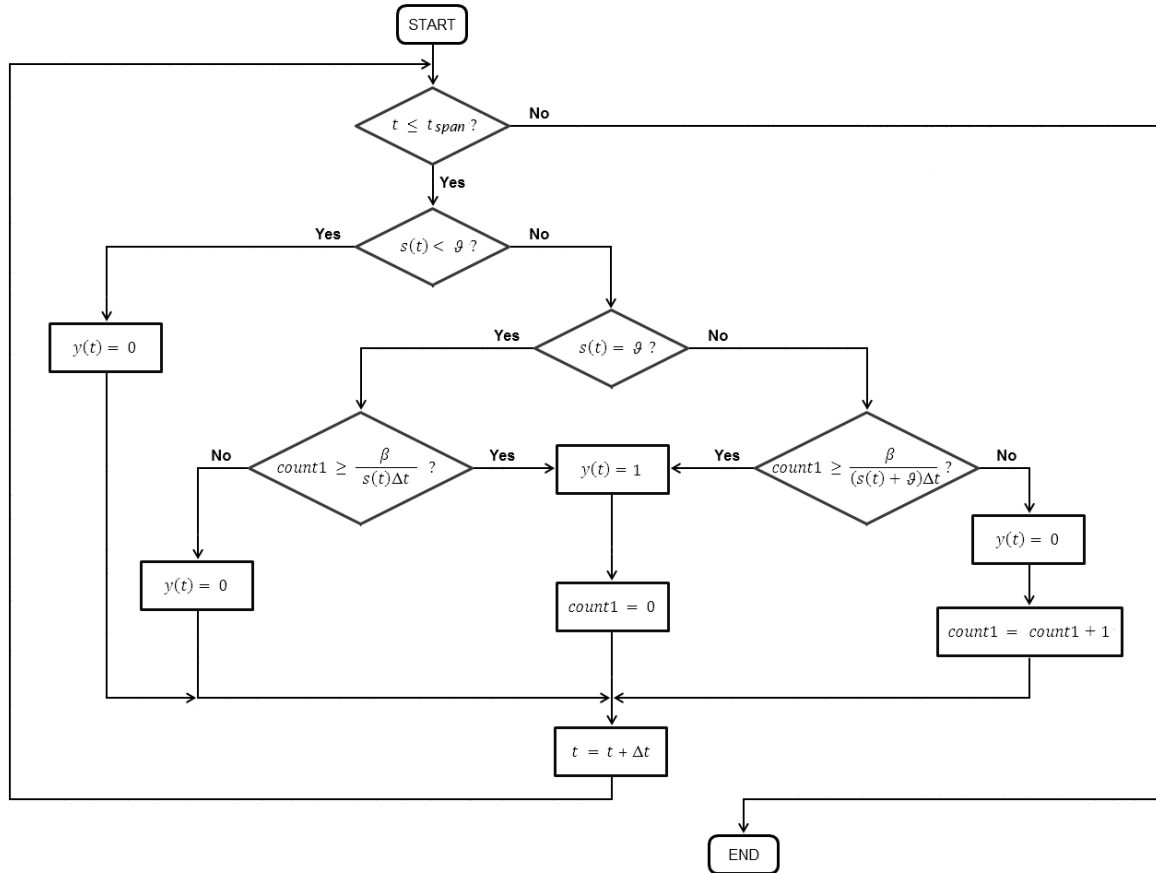 START
No
t ≤ t_span ?
Yes
Yes
No
s(t) < ϑ ?
Yes
No
y(t) = 0
s(t) = ϑ ?
No
Yes
Yes
No
count1 ≥ β / s(t)Δt ?
y(t) = 1
count1 ≥ β / (s(t) + ϑ)Δt ?
y(t) = 0
y(t) = 0
count1 = 0
count1 = count1 + 1
t = t + Δt
END